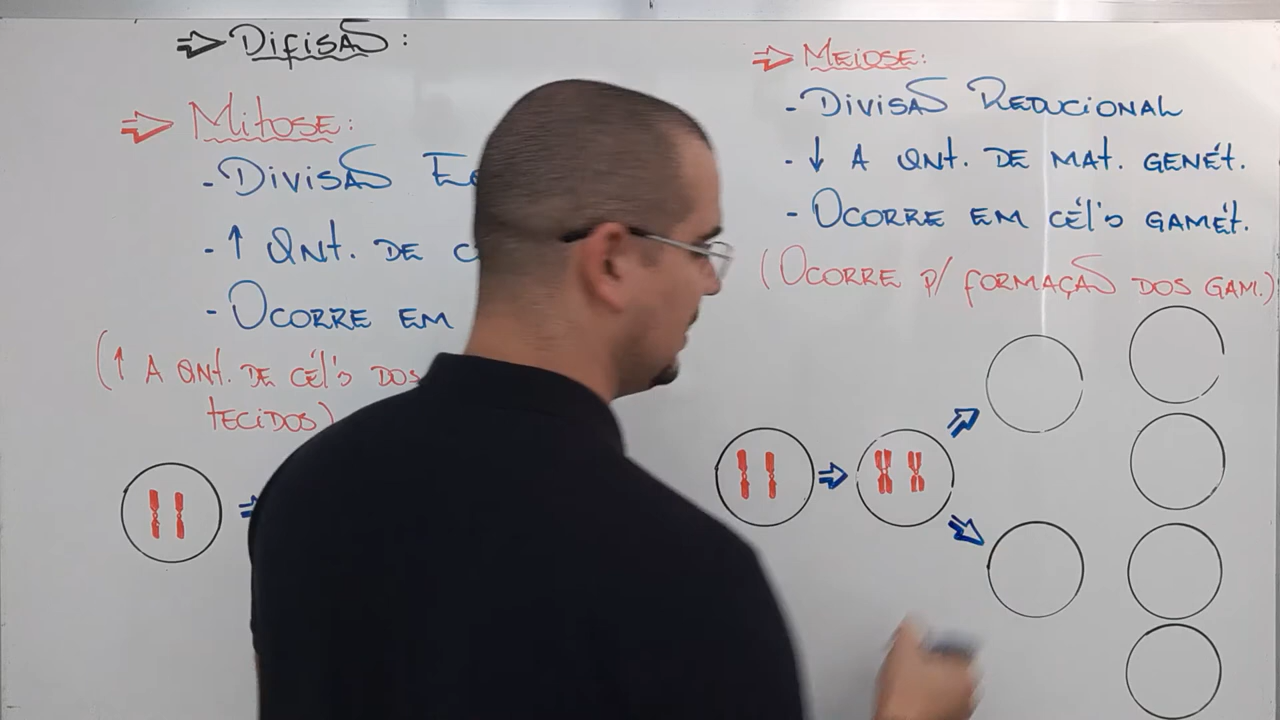 ⇒ Difisão:
⇒ Mitose:
- Divisão
- ↑ Qnt. de
- Ocorre em
(↑ a qnt. de cél's dos
tecidos)
⇒ Meiose:
- Divisão Reducional
- ↓ a qnt. de mat. genét.
- Ocorre em cél's gamét.
(Ocorre p/ formação dos gam.)